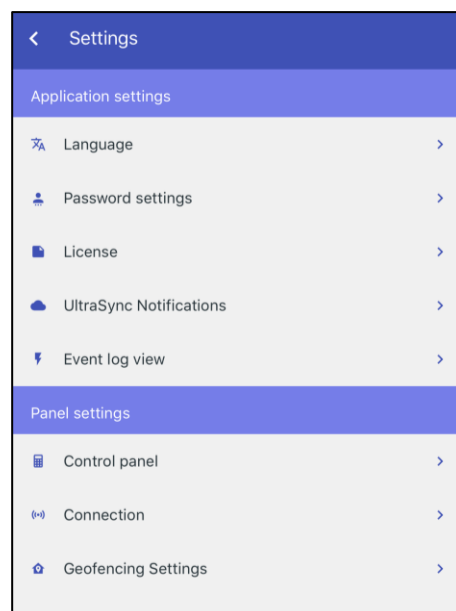 Settings
Application settings
Language
Password settings
License
UltraSync Notifications
Event log view
Panel settings
Control panel
Connection
Geofencing Settings